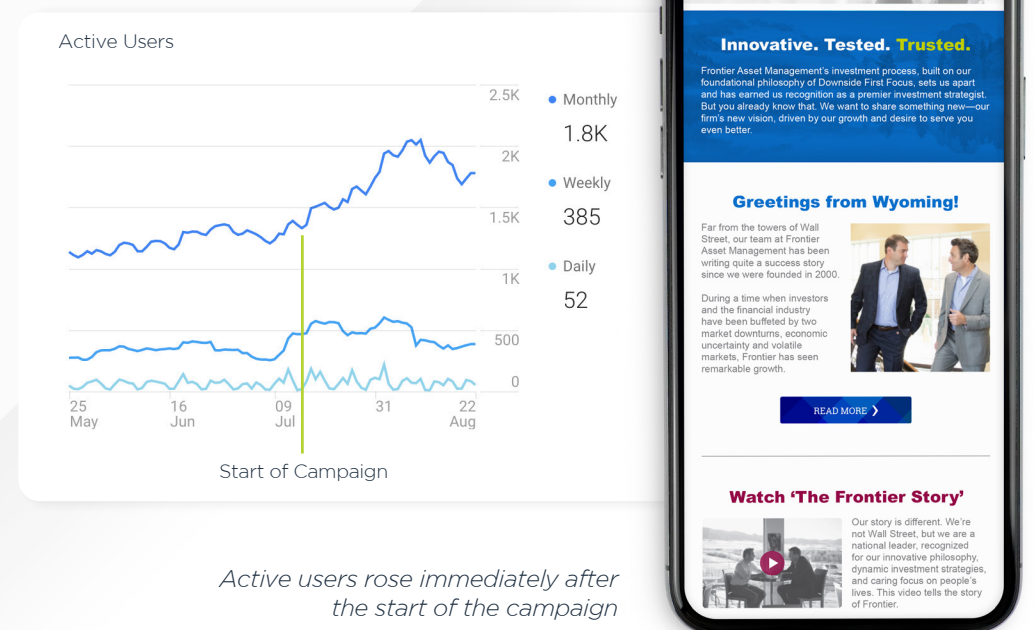 Active Users
2.5K
2K
1.5K
1K
500
0
25
May
16
Jun
09
Jul
31
22
Aug
Monthly
1.8K
Weekly
385
Daily
52
Start of Campaign
Active users rose immediately after
the start of the campaign
Innovative. Tested. Trusted.
Frontier Asset Management’s investment process, built on our
foundational philosophy of Downside First Focus, sets us apart
and has earned us recognition as a premier investment strategist.
But you already know that. We want to share something new—our
firm’s new vision, driven by our growth and desire to serve you
even better.
Greetings from Wyoming!
Far from the towers of Wall
Street, our team at Frontier
Asset Management has been
writing quite a success story
since we were founded in 2000.
During a time when investors
and the financial industry
have been buffeted by two
market downturns, economic
uncertainty and volatile
markets, Frontier has seen
remarkable growth.
READ MORE ❯
Watch ‘The Frontier Story’
Our story is different. We’re
not Wall Street, but we are a
national leader, recognized
for our innovative philosophy,
dynamic investment strategies,
and caring focus on people’s
lives. This video tells the story
of Frontier.